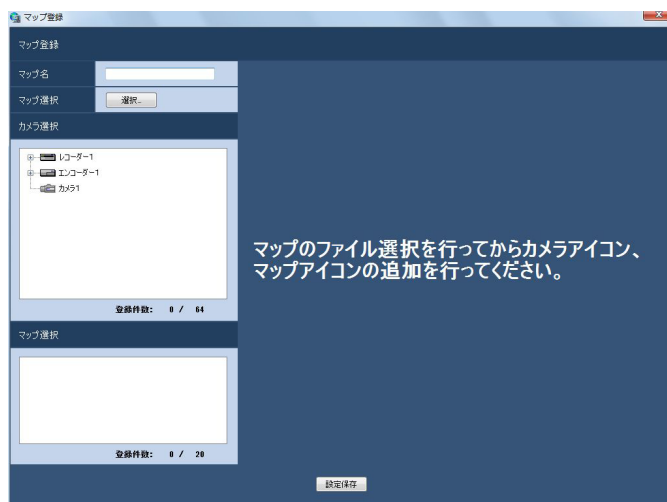 マップ登録
マップ登録
マップ名
マップ選択
選択...
カメラ選択
レコーダー1
エンコーダー1
カメラ1
登録件数: 0 / 64
マップのファイル選択を行ってからカメラアイコン、
マップアイコンの追加を行ってください。
マップ選択
登録件数: 0 / 20
設定保存